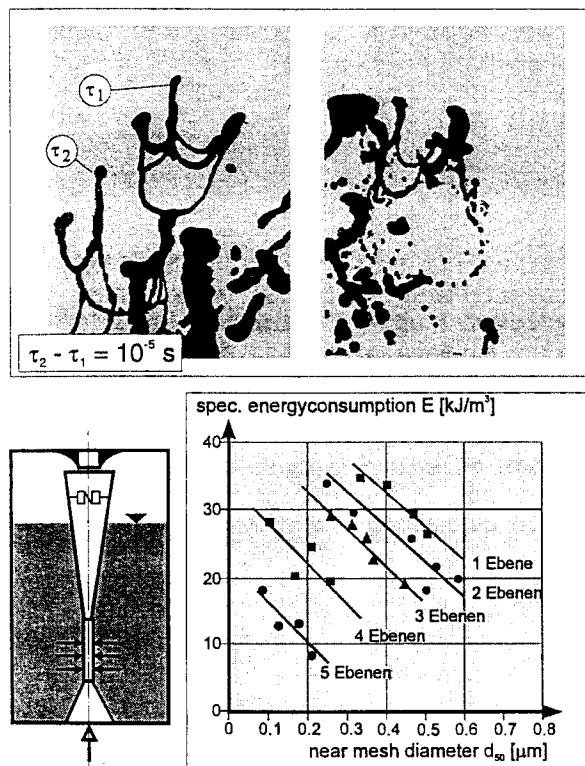 τ₁
τ₂
τ₂ - τ₁ = 10⁻⁵ s
spec. energyconsumption E [kJ/m³]
40
30
20
10
0
1 Ebene
2 Ebenen
3 Ebenen
4 Ebenen
5 Ebenen
0 0.1 0.2 0.3 0.4 0.5 0.6 0.7 0.8
near mesh diameter d₅₀ [μm]